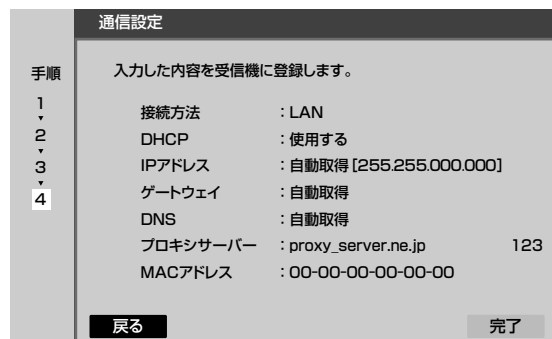 通信設定
手順
1
2
3
4
入力した内容を受信機に登録します。
接続方法 : LAN
DHCP : 使用する
IPアドレス : 自動取得 [255.255.000.000]
ゲートウェイ : 自動取得
DNS : 自動取得
プロキシサーバー : proxy_server.ne.jp 123
MACアドレス : 00-00-00-00-00-00
戻る 完了